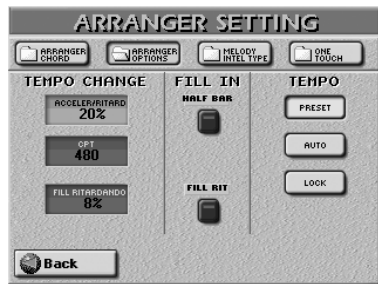 ARRANGER SETTING
ARRANGER CHORD
ARRANGER OPTIONS
MELODY INTEL TYPE
ONE TOUCH
TEMPO CHANGE
FILL IN
TEMPO
ACCELER/RITARD
20%
CPT
480
FILL RITARDANDO
8%
HALF BAR
FILL RIT
PRESET
AUTO
LOCK
Back